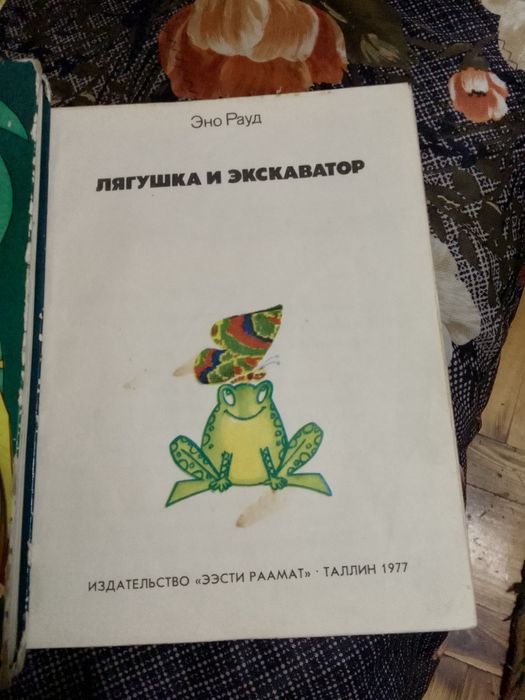 Эно Рауд
ЛЯГУШКА И ЭКСКАВАТОР
ИЗДАТЕЛЬСТВО «ЭЭСТИ РААМАТ» · ТАЛЛИН 1977